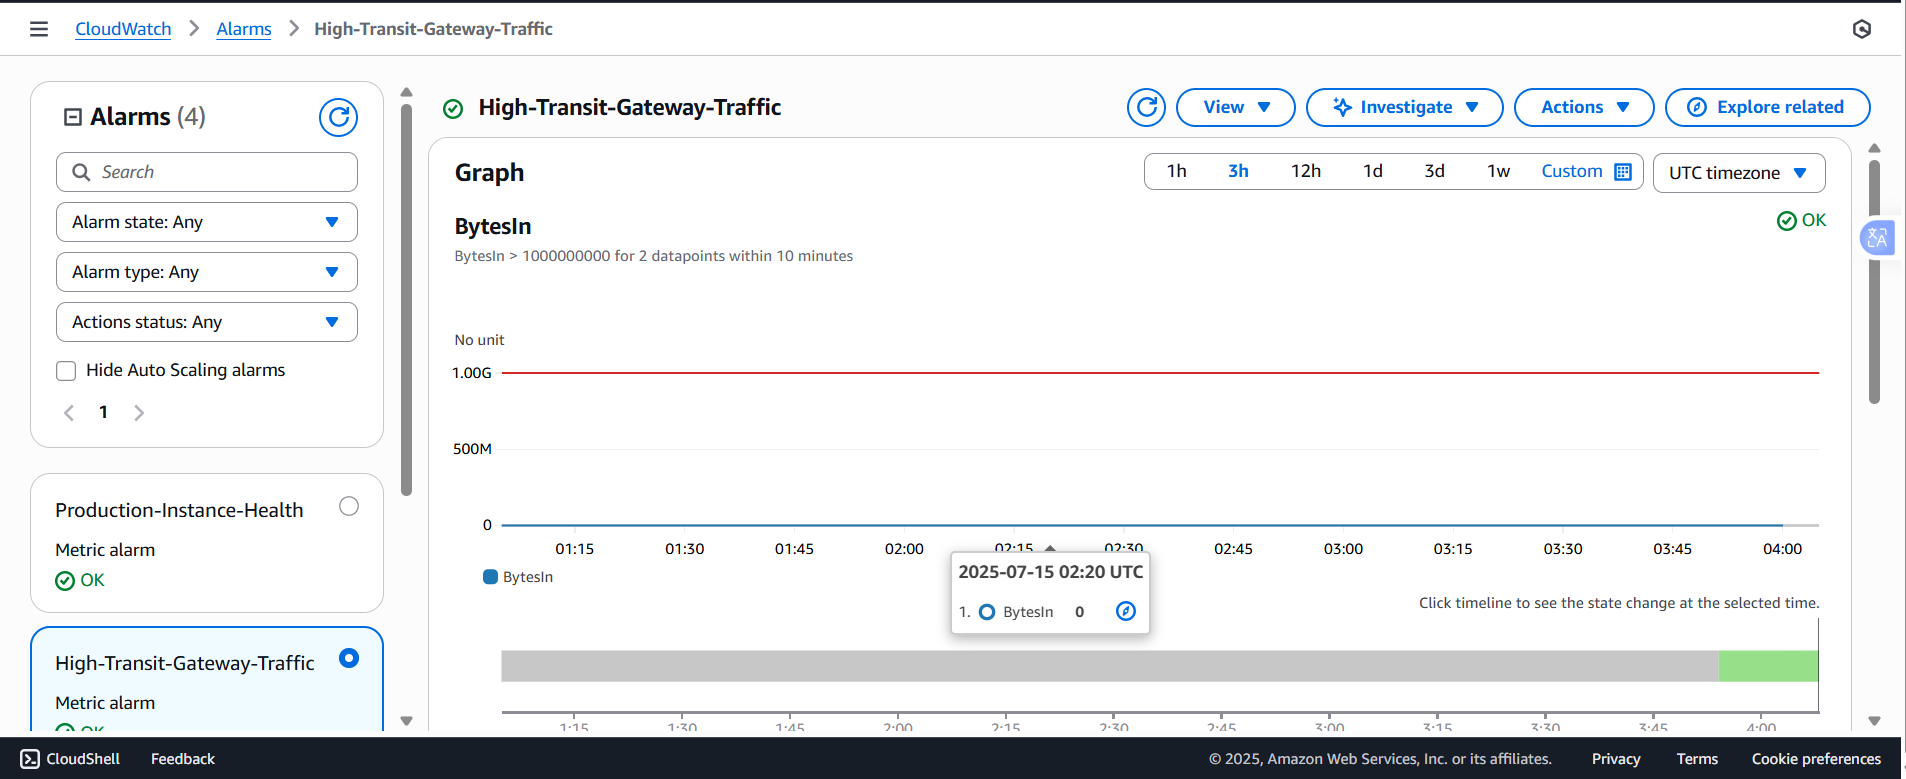 CloudWatch > Alarms > High-Transit-Gateway-Traffic
Alarms (4)
Search
Alarm state: Any
Alarm type: Any
Actions status: Any
Hide Auto Scaling alarms
1
Production-Instance-Health
Metric alarm
OK
High-Transit-Gateway-Traffic
Metric alarm
OK
High-Transit-Gateway-Traffic
View
Investigate
Actions
Explore related
Graph
1h 3h 12h 1d 3d 1w Custom
UTC timezone
BytesIn
OK
BytesIn > 1000000000 for 2 datapoints within 10 minutes
No unit
1.00G
500M
0
01:15 01:30 01:45 02:00 02:15 02:30 02:45 03:00 03:15 03:30 03:45 04:00
BytesIn
2025-07-15 02:20 UTC
1. BytesIn 0
Click timeline to see the state change at the selected time.
1:15 1:30 1:45 2:00 2:15 2:30 2:45 3:00 3:15 3:30 3:45 4:00
CloudShell Feedback © 2025, Amazon Web Services, Inc. or its affiliates. Privacy Terms Cookie preferences